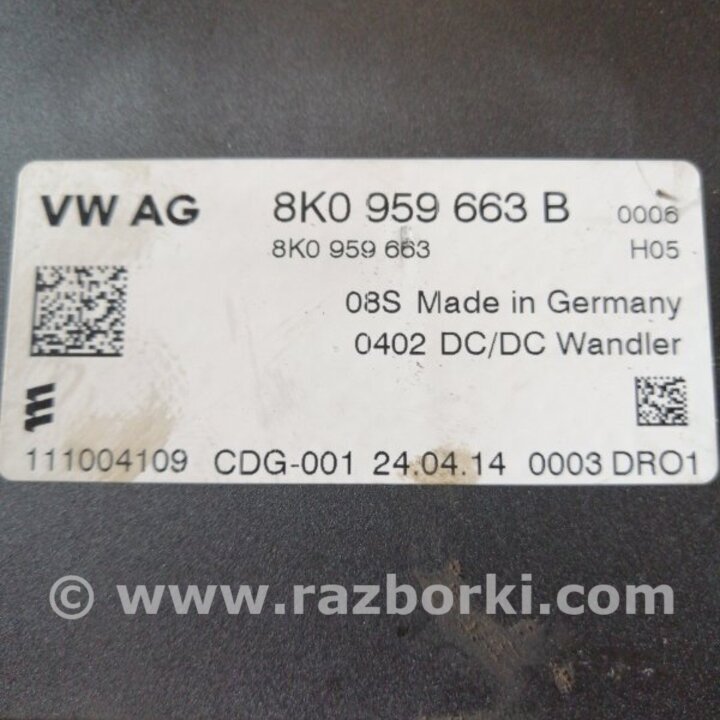 VW AG 8K0 959 663 B 0006
8K0 959 663 H05
08S Made in Germany
0402 DC/DC Wandler
111004109 CDG-001 24.04.14 0003 DRO1
© www.razborki.com